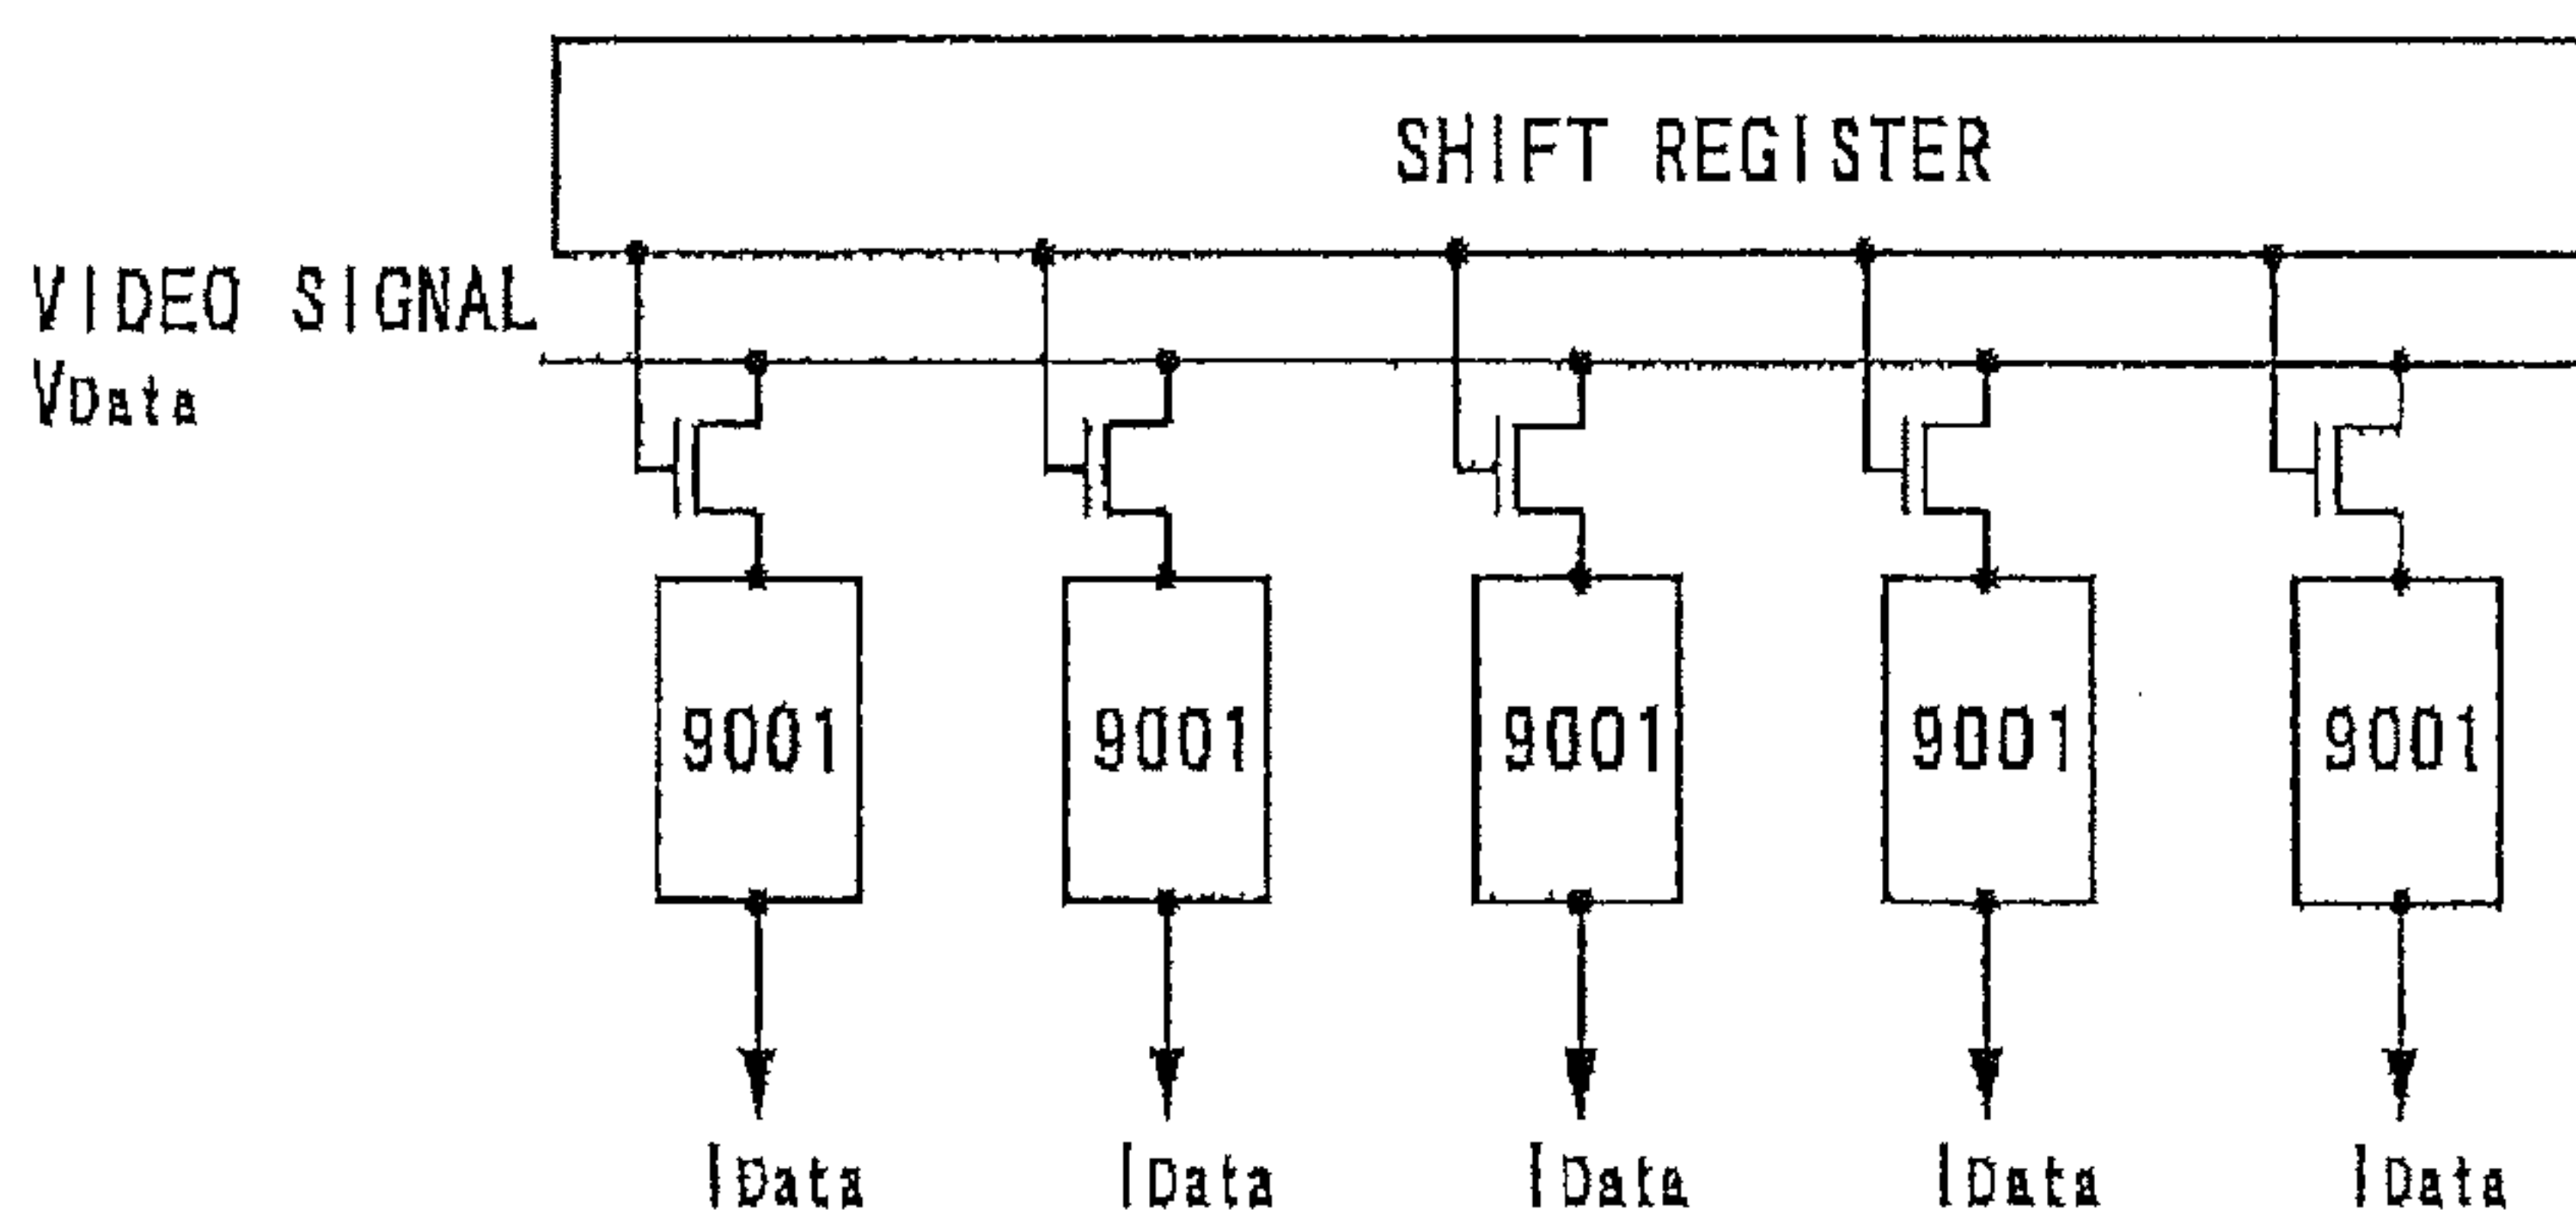 SHIFT REGISTER
VIDEO SIGNAL
VData
9001 9001 9001 9001 9001
IData IData IData IData IData